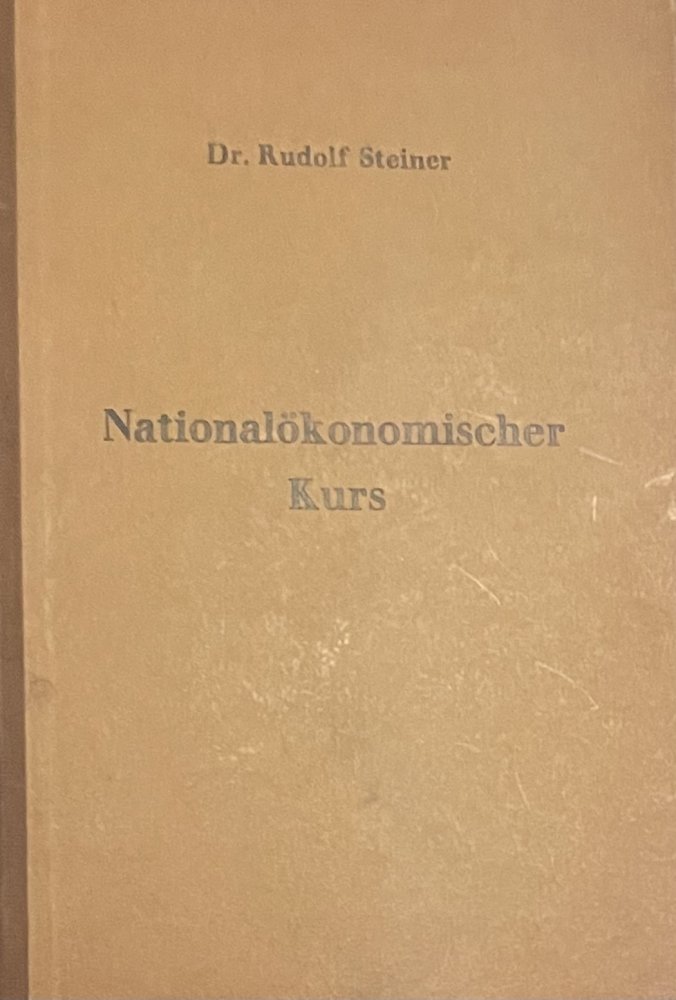 Dr. Rudolf Steiner
Nationalökonomischer
Kurs